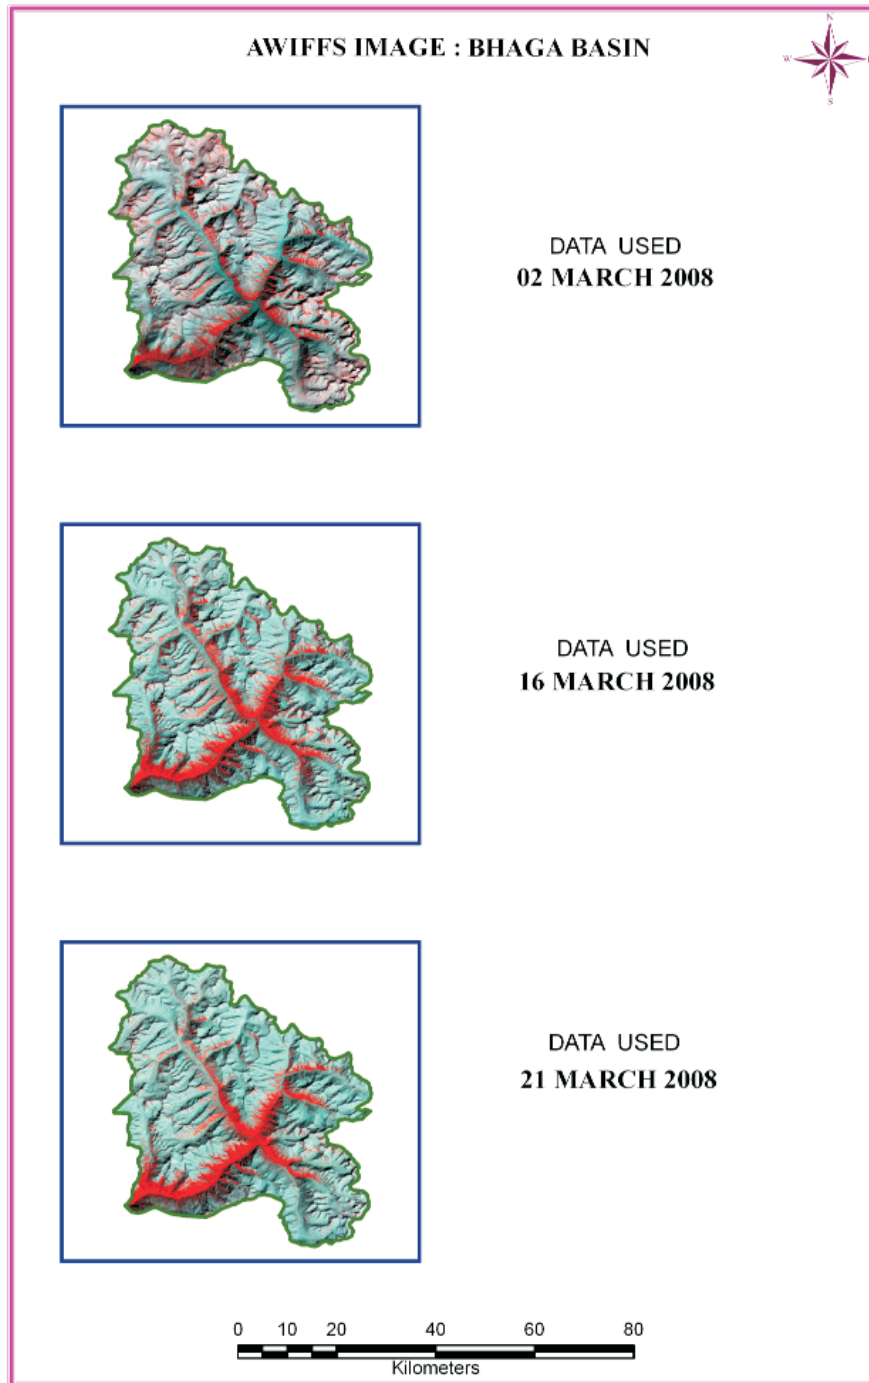 AWIFFS IMAGE : BHAGA BASIN
N
W
S
DATA USED
02 MARCH 2008
DATA USED
16 MARCH 2008
DATA USED
21 MARCH 2008
0 10 20 40 60 80
Kilometers